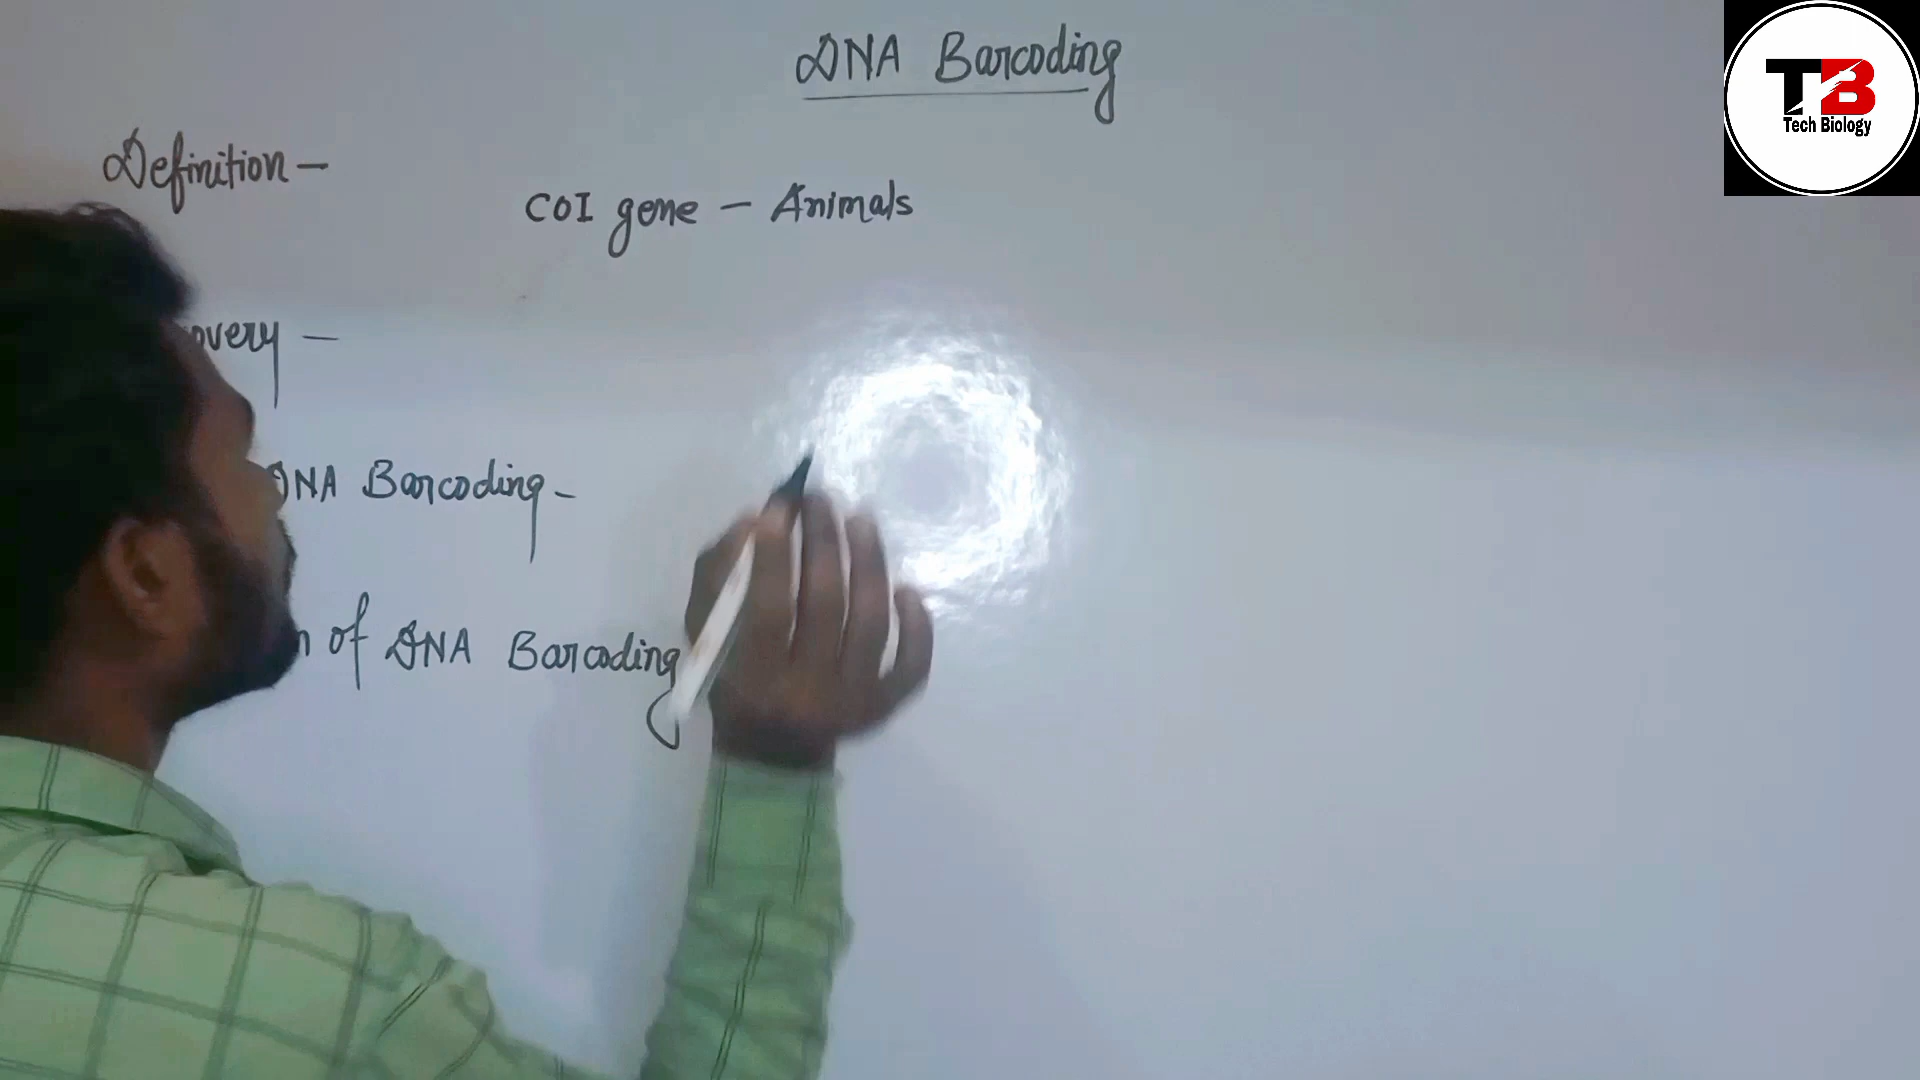 DNA Barcoding
TB
Tech Biology
Definition -
COI gene - Animals
overy -
DNA Barcoding -
n of DNA Barcoding